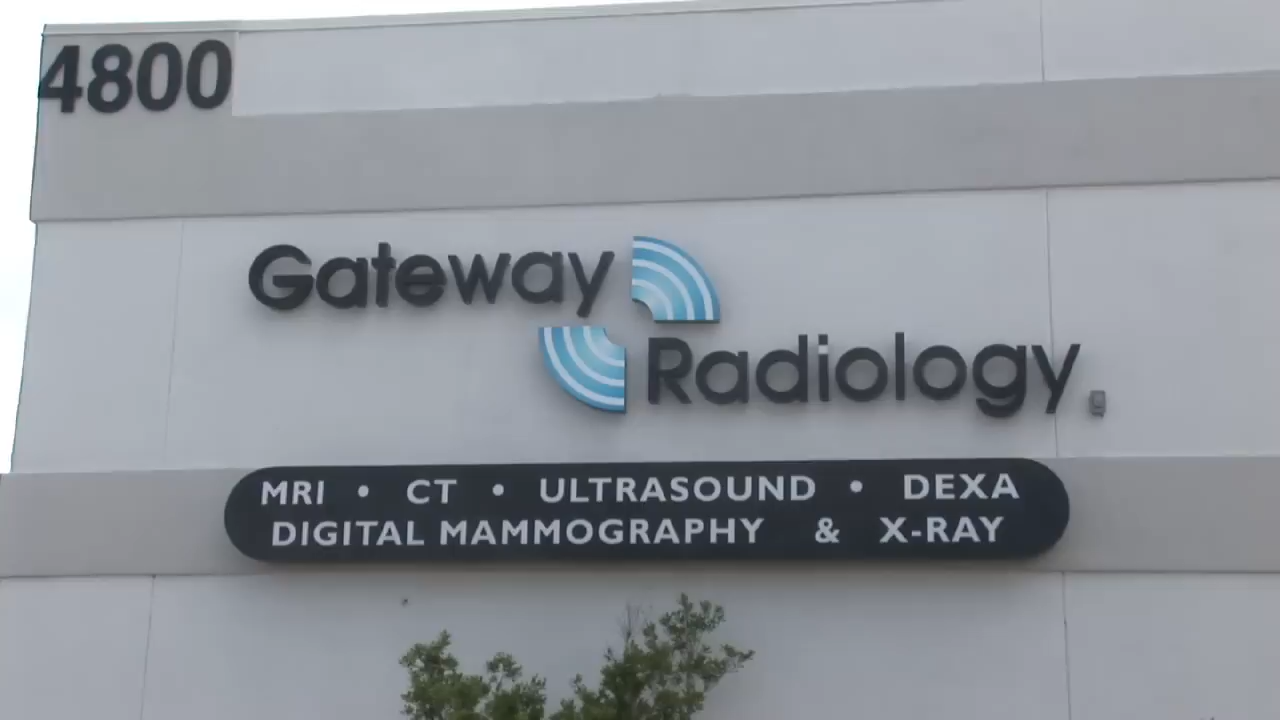 4800
Gateway
Radiology
MRI • CT • ULTRASOUND • DEXA
DIGITAL MAMMOGRAPHY & X-RAY